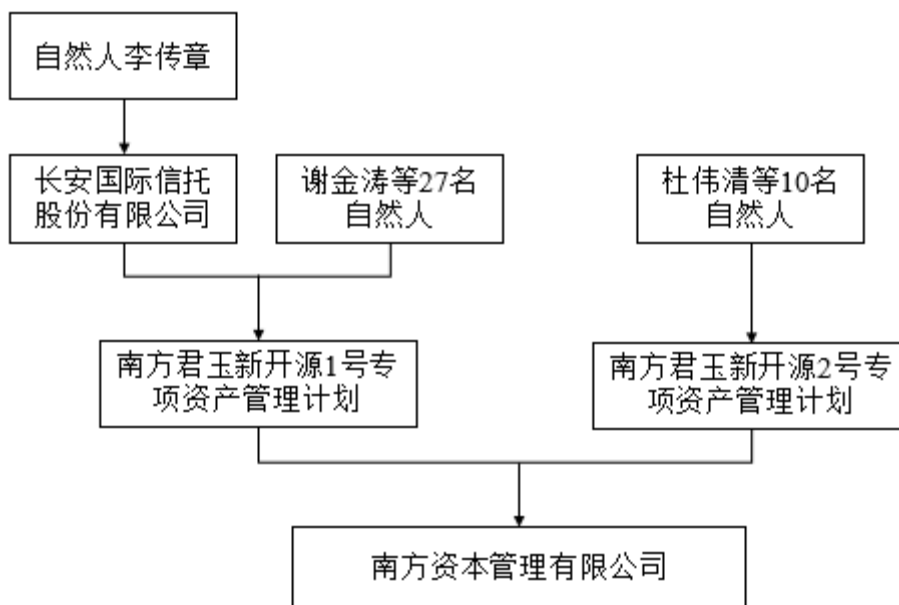 自然人李传章
长安国际信托
股份有限公司
谢金涛等27名
自然人
杜伟清等10名
自然人
南方君玉新开源1号专
项资产管理计划
南方君玉新开源2号专
项资产管理计划
南方资本管理有限公司